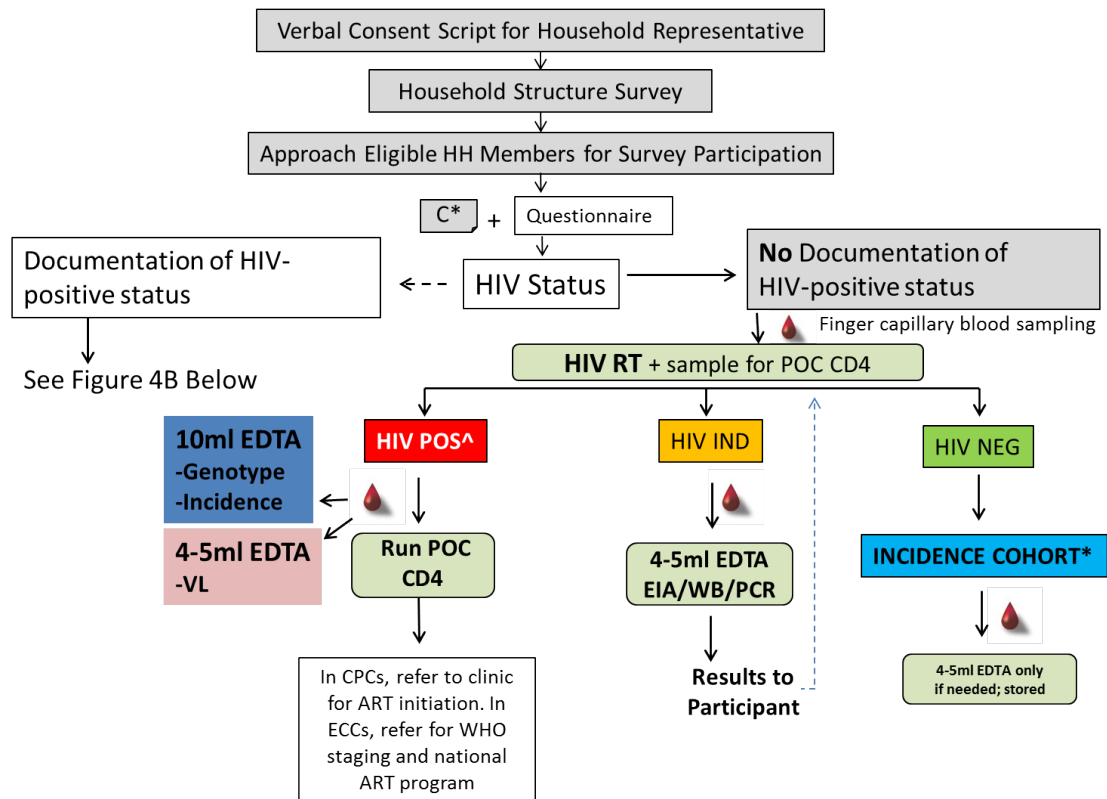 Verbal Consent Script for Household Representative
Household Structure Survey
Approach Eligible HH Members for Survey Participation
C* + Questionnaire
Documentation of HIV-
positive status
HIV Status
No Documentation of
HIV-positive status
Finger capillary blood sampling
See Figure 4B Below
HIV RT + sample for POC CD4
10ml EDTA
-Genotype
-Incidence
4-5ml EDTA
-VL
HIV POS^
HIV IND
HIV NEG
Run POC
CD4
4-5ml EDTA
EIA/WB/PCR
INCIDENCE COHORT*
In CPCs, refer to clinic
for ART initiation. In
ECCs, refer for WHO
staging and national
ART program
Results to
Participant
4-5ml EDTA only
if needed; stored